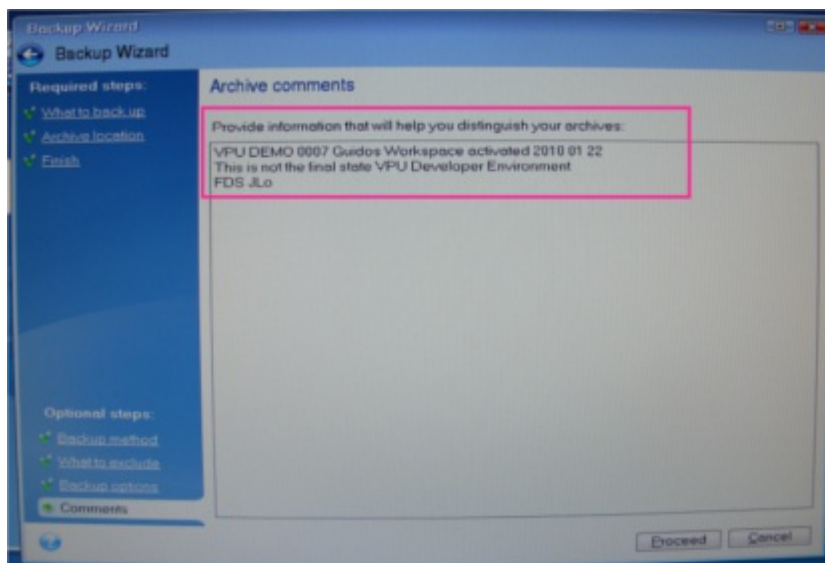 Backup Wizard
Backup Wizard
Required steps:
What to back up
Archive location
Finish
Archive comments
Provide information that will help you distinguish your archives:
VPU DEMO 0007 Guidos Workspace activated 2010 01 22
This is not the final state VPU Developer Environment
FDS JLo
Optional steps:
Backup method
What to exclude
Backup options
Comments
Proceed
Cancel